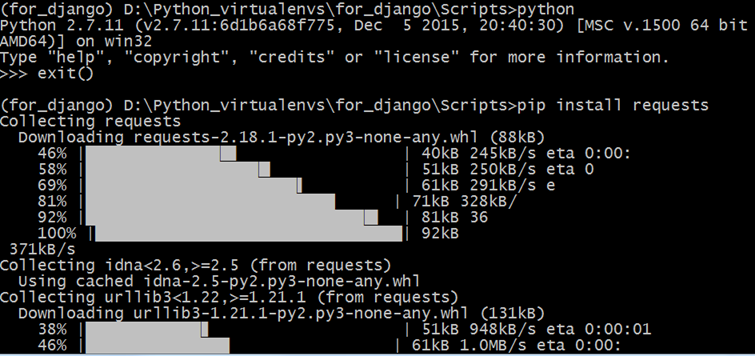 (for_django) D:\Python_virtualenvs\for_django\Scripts>python
Python 2.7.11 (v2.7.11:6d1b6a68f775, Dec  5 2015, 20:40:30) [MSC v.1500 64 bit
AMD64)] on win32
Type "help", "copyright", "credits" or "license" for more information.
>>> exit()
(for_django) D:\Python_virtualenvs\for_django\Scripts>pip install requests
Collecting requests
Downloading requests-2.18.1-py2.py3-none-any.whl (88kB)
46% | | 40kB 245kB/s eta 0:00:
58% | | 51kB 250kB/s eta 0
69% | | 61kB 291kB/s e
81% | | 71kB 328kB/
92% | | 81kB 36
100% | | 92kB
371kB/s
Collecting idna<2.6,>=2.5 (from requests)
Using cached idna-2.5-py2.py3-none-any.whl
Collecting urllib3<1.22,>=1.21.1 (from requests)
Downloading urllib3-1.21.1-py2.py3-none-any.whl (131kB)
38% | | 51kB 948kB/s eta 0:00:01
46% | | 61kB 1.0MB/s eta 0:00: